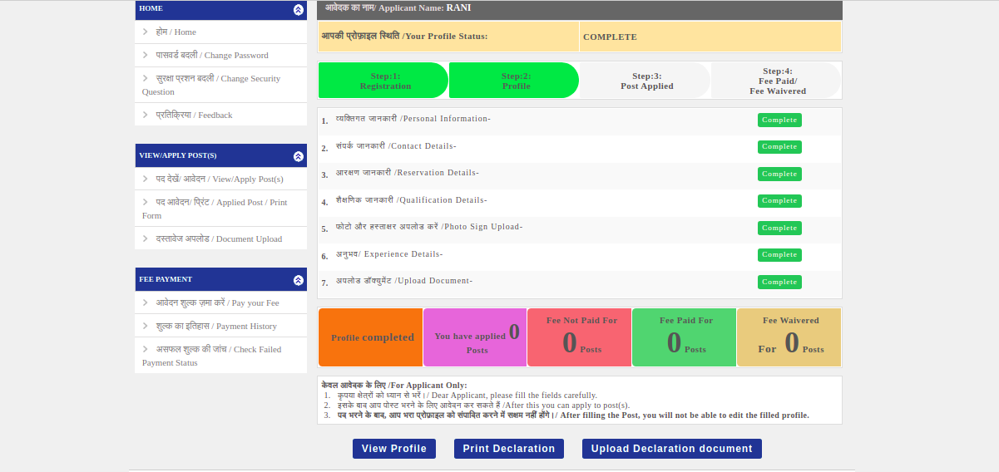 HOME
होम / Home
पासवर्ड बदली / Change Password
सुरक्षा प्रशन बदली / Change Security
Question
प्रतिक्रिया / Feedback
VIEW/APPLY POST(S)
पद देखें/ आवेदन / View/Apply Post(s)
पद आवेदन/ प्रिंट / Applied Post / Print
Form
दस्तावेज अपलोड / Document Upload
FEE PAYMENT
आवेदन शुल्क ज़मा करें / Pay your Fee
शुल्क का इतिहास / Payment History
असफल शुल्क की जांच / Check Failed
Payment Status
आवेदक का नाम/ Applicant Name: RANI
आपकी प्रोफ़ाइल स्थिति /Your Profile Status: COMPLETE
Step:1:
Registration
Step:2:
Profile
Step:3:
Post Applied
Step:4:
Fee Paid/
Fee Waivered
1. व्यक्तिगत जानकारी /Personal Information- Complete
2. संपर्क जानकारी /Contact Details- Complete
3. आरक्षण जानकारी /Reservation Details- Complete
4. शैक्षणिक जानकारी /Qualification Details- Complete
5. फोटो और हस्ताक्षर अपलोड करें /Photo Sign Upload- Complete
6. अनुभव/ Experience Details- Complete
7. अपलोड डॉक्युमेंट /Upload Document- Complete
Profile completed
You have applied 0
Posts
Fee Not Paid For
0 Posts
Fee Paid For
0 Posts
Fee Waivered
For 0 Posts
केवल आवेदक के लिए /For Applicant Only:
1. कृपया क्षेत्रों को ध्यान से भरें।/ Dear Applicant, please fill the fields carefully.
2. इसके बाद आप पोस्ट भरने के लिए आवेदन कर सकते हैं /After this you can apply to post(s).
3. पद भरने के बाद, आप भरा प्रोफ़ाइल को संपादित करने में सक्षम नहीं होंगे।/ After filling the Post, you will not be able to edit the filled profile.
View Profile
Print Declaration
Upload Declaration document